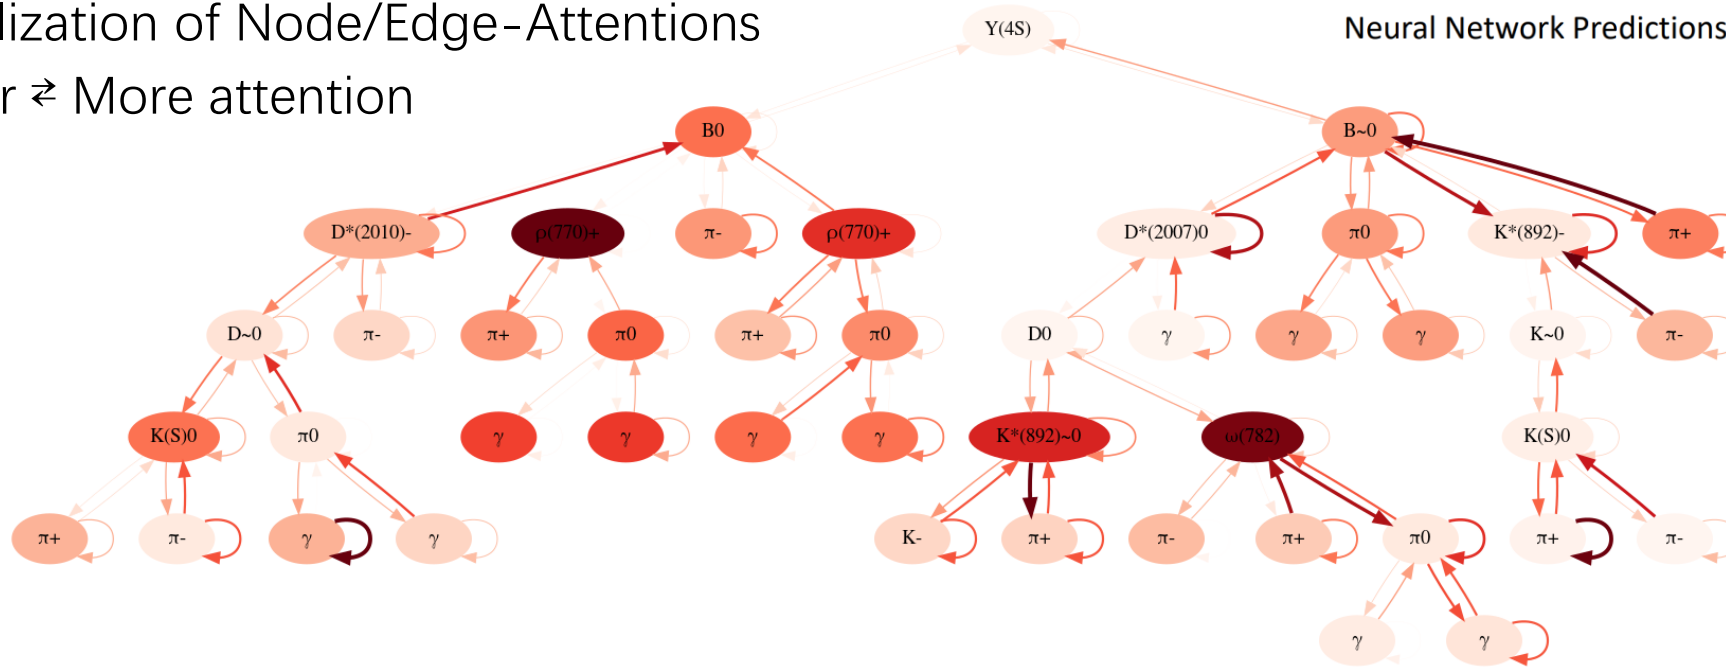 lization of Node/Edge-Attentions
r ⇄ More attention
Neural Network Predictions
Y(4S)
B0 B~0
D*(2010)- ρ(770)+ π- ρ(770)+ D*(2007)0 π0 K*(892)- π+
D~0 π- π+ π0 π+ π0 D0 γ γ γ K~0 π-
K(S)0 π0 γ γ γ γ K*(892)~0 ω(782) K(S)0
π+ π- γ γ K- π+ π- π+ π0 π+ π-
γ γ